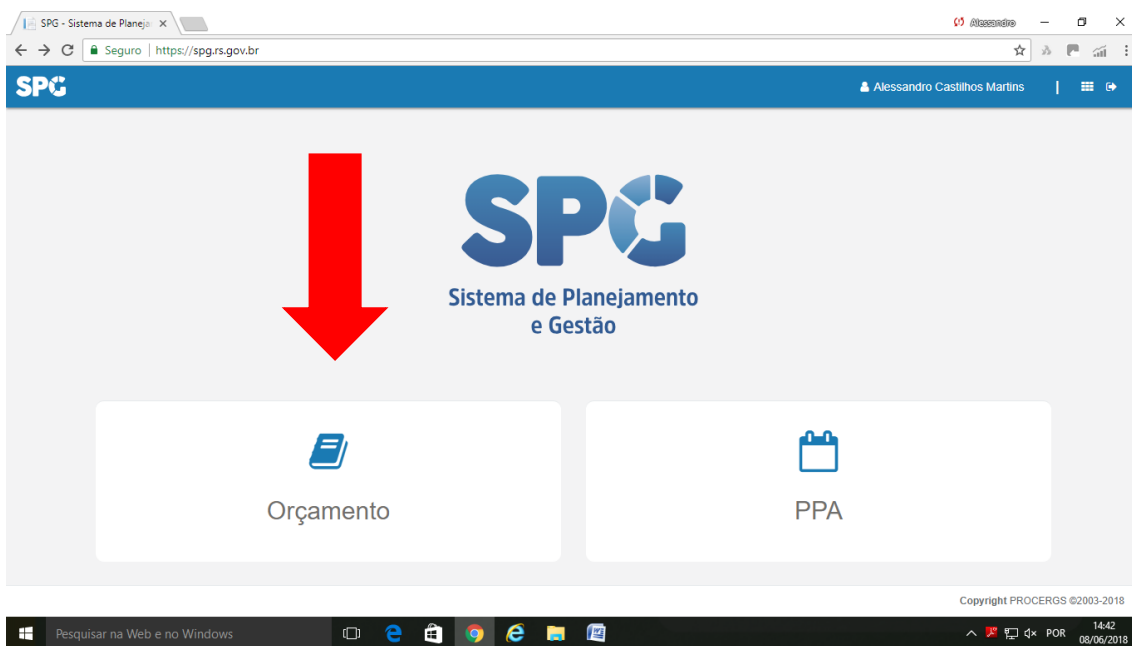 SPG - Sistema de Planeja
Alessandro
Seguro | https://spg.rs.gov.br
SPG
Alessandro Castilhos Martins |
SPG
Sistema de Planejamento
e Gestão
Orçamento
PPA
Copyright PROCERGS ©2003-2018
Pesquisar na Web e no Windows
POR
14:42
08/06/2018